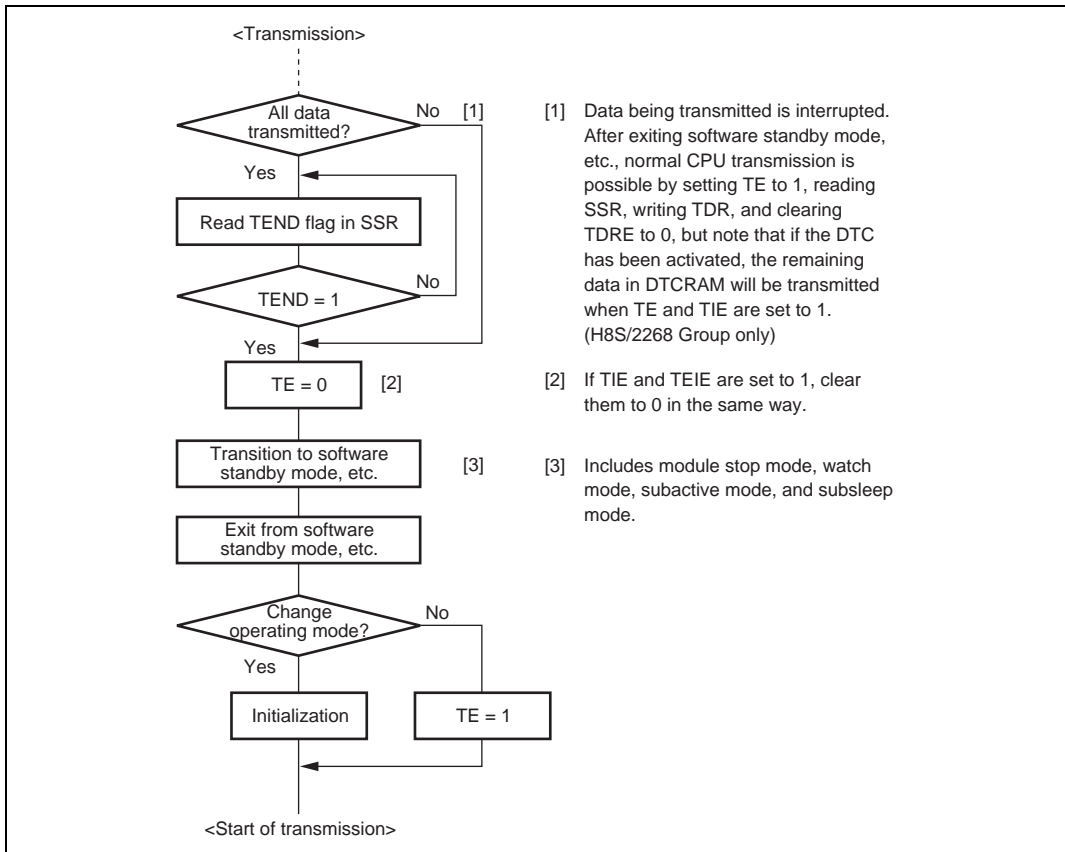 <Transmission>
All data
transmitted?
No
[1]
Yes
Read TEND flag in SSR
TEND = 1
No
Yes
TE = 0
[2]
Transition to software
standby mode, etc.
[3]
Exit from software
standby mode, etc.
Change
operating mode?
No
Yes
Initialization
TE = 1
<Start of transmission>
[1] Data being transmitted is interrupted.
After exiting software standby mode,
etc., normal CPU transmission is
possible by setting TE to 1, reading
SSR, writing TDR, and clearing
TDRE to 0, but note that if the DTC
has been activated, the remaining
data in DTCRAM will be transmitted
when TE and TIE are set to 1.
(H8S/2268 Group only)
[2] If TIE and TEIE are set to 1, clear
them to 0 in the same way.
[3] Includes module stop mode, watch
mode, subactive mode, and subsleep
mode.